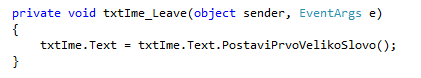 private void txtIme_Leave(object sender, EventArgs e)
{
    txtIme.Text = txtIme.Text.PostaviPrvoVelikoSlovo();
}